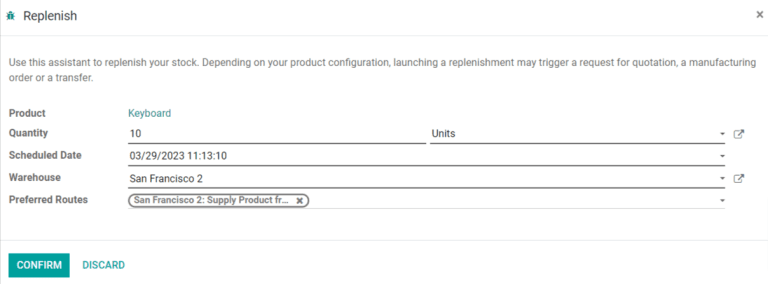 Replenish
Use this assistant to replenish your stock. Depending on your product configuration, launching a replenishment may trigger a request for quotation, a manufacturing
order or a transfer.
Product Keyboard
Quantity 10 Units
Scheduled Date 03/29/2023 11:13:10
Warehouse San Francisco 2
Preferred Routes San Francisco 2: Supply Product fr...
CONFIRM DISCARD